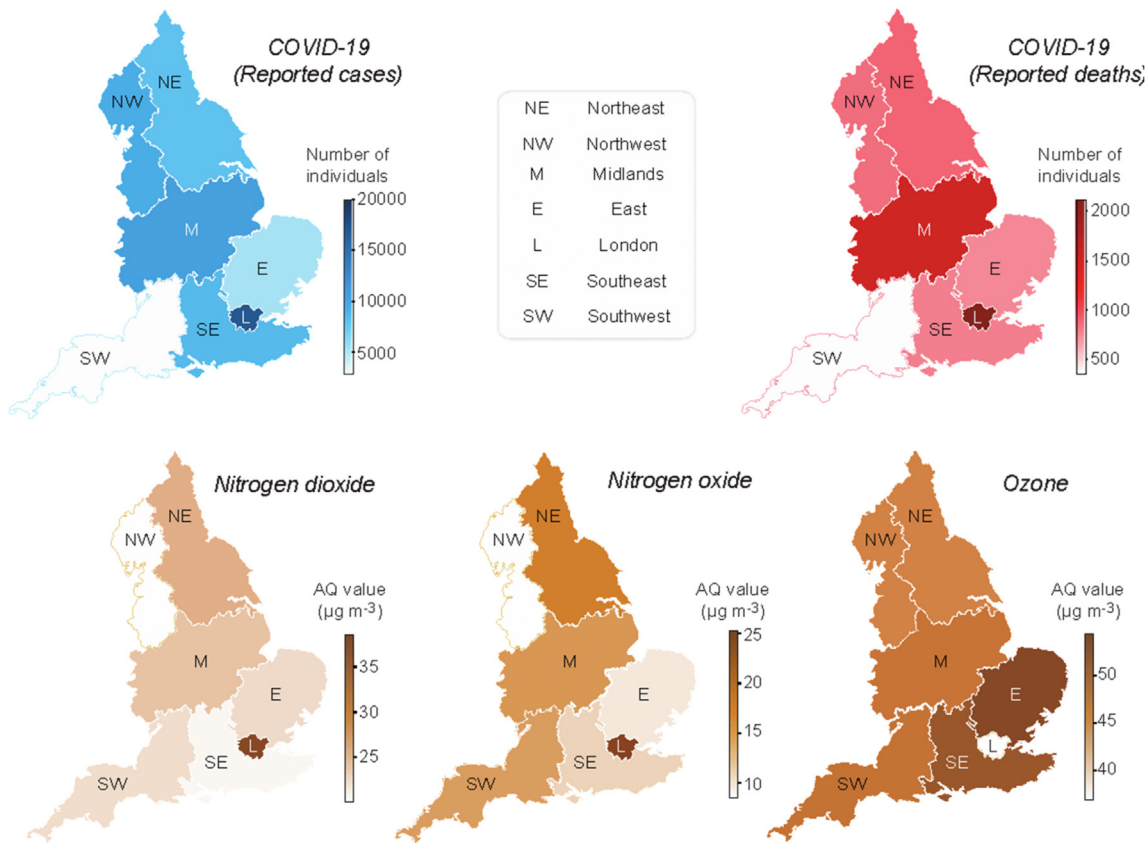 COVID-19
(Reported cases)
NE
NW
M
E
L
SE
SW
Number of
individuals
20000
15000
10000
5000
NE Northeast
NW Northwest
M Midlands
E East
L London
SE Southeast
SW Southwest
COVID-19
(Reported deaths)
NE
NW
M
E
L
SE
SW
Number of
individuals
2000
1500
1000
500
Nitrogen dioxide
NE
NW
M
E
L
SE
SW
AQ value
(µg m-3)
35
30
25
Nitrogen oxide
NE
NW
M
E
L
SE
SW
AQ value
(µg m-3)
25
20
15
10
Ozone
NE
NW
M
E
L
SE
SW
AQ value
(µg m-3)
50
45
40